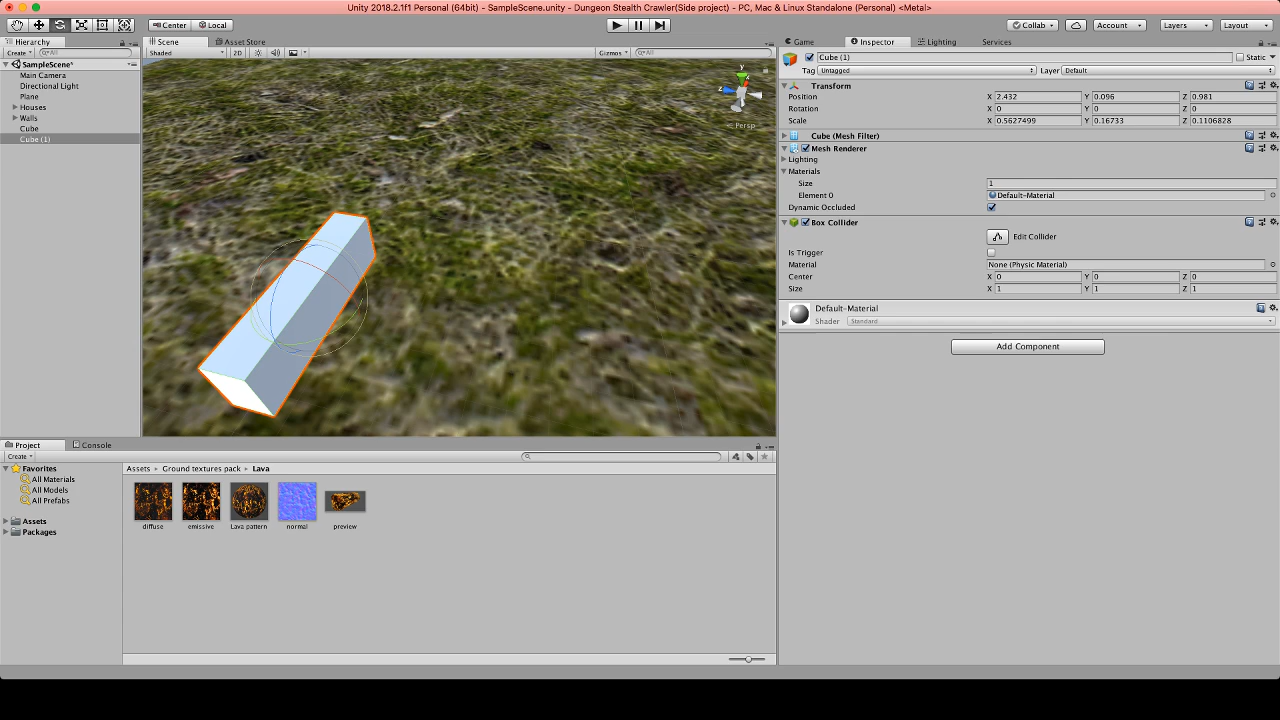 Unity 2018.2.1f1 Personal (64bit) - SampleScene.unity - Dungeon Stealth Crawler(Side project) - PC, Mac & Linux Standalone (Personal) <Metal>
Center Local Collab Account Layers Layout
Hierarchy
Create All
SampleScene*
Main Camera
Directional Light
Plane
Houses
Walls
Cube
Cube (1)
Scene Asset Store
Shaded 2D Gizmos All
y
x
z
< Persp
Game Inspector Lighting Services
Cube (1) Static
Tag Untagged Layer Default
Transform
Position X 2.432 Y 0.096 Z 0.981
Rotation X 0 Y 0 Z 0
Scale X 0.5627499 Y 0.16733 Z 0.1106828
Cube (Mesh Filter)
Mesh Renderer
Lighting
Materials
Size 1
Element 0 Default-Material
Dynamic Occluded
Box Collider
Edit Collider
Is Trigger
Material None (Physic Material)
Center X 0 Y 0 Z 0
Size X 1 Y 1 Z 1
Default-Material
Shader Standard
Add Component
Project Console
Create
Favorites
All Materials
All Models
All Prefabs
Assets
Packages
Assets Ground textures pack Lava
diffuse emissive Lava pattern normal preview